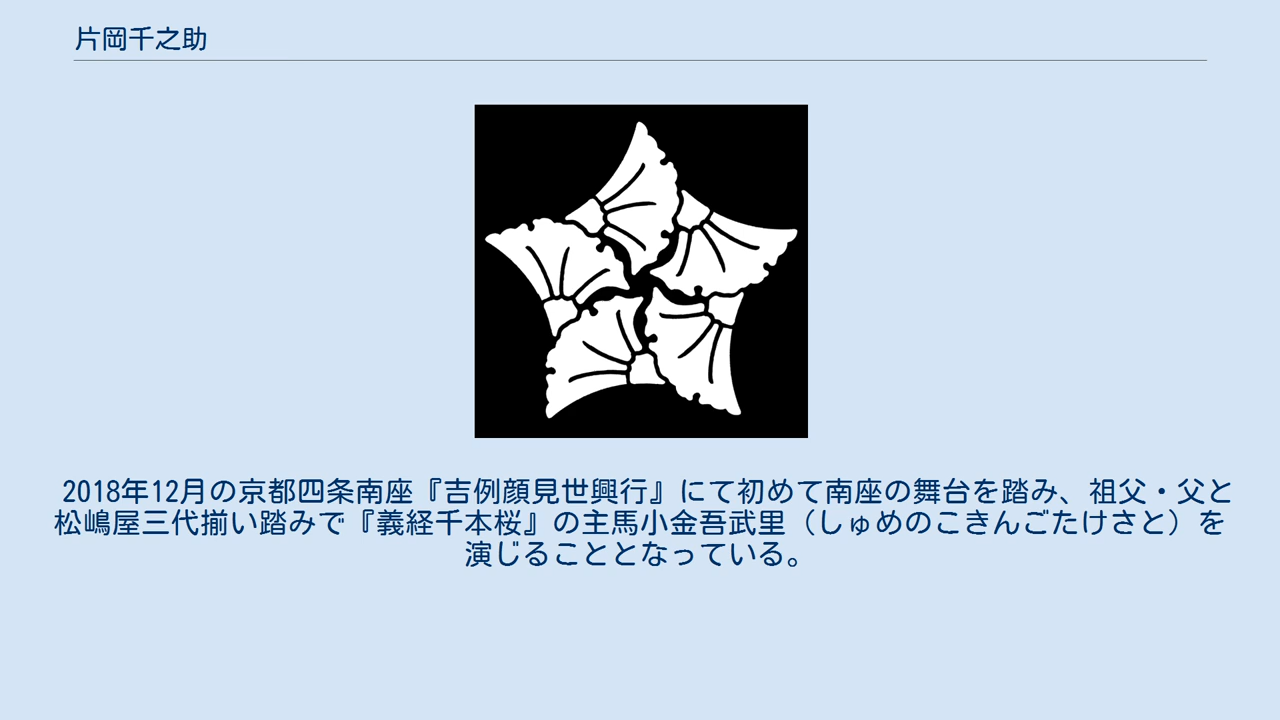 片岡千之助
2018年12月の京都四条南座『吉例顔見世興行』にて初めて南座の舞台を踏み、祖父・父と
松嶋屋三代揃い踏みで『義経千本桜』の主馬小金吾武里（しゅめのこきんごたけさと）を
演じることとなっている。